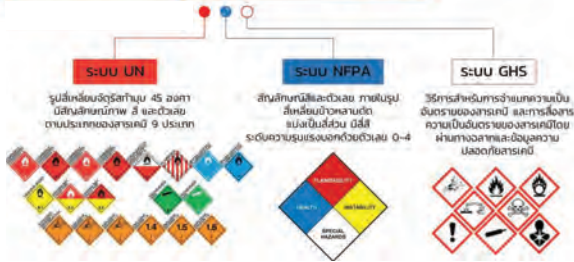 ระบบ UN
รูปสี่เหลี่ยมจัตุรัสทำมุม 45 องศา
มีสัญลักษณ์ภาพ สี และตัวเลข
ตามประเภทของสารเคมี 9 ประเภท
1.4
1.5
1.6
ระบบ NFPA
สัญลักษณ์สีและตัวเลข ภายในรูป
สี่เหลี่ยมข้าวหลามตัด
แบ่งเป็นสี่ส่วน มีสี่สี
ระดับความรุนแรงบอกด้วยตัวเลข 0-4
FLAMMABILITY
HEALTH
INSTABILITY
SPECIAL
HAZARDS
ระบบ GHS
วิธีการสำหรับการจำแนกความเป็น
อันตรายของสารเคมี และการสื่อสาร
ความเป็นอันตรายของสารเคมีโดย
ผ่านทางฉลากและข้อมูลความ
ปลอดภัยสารเคมี